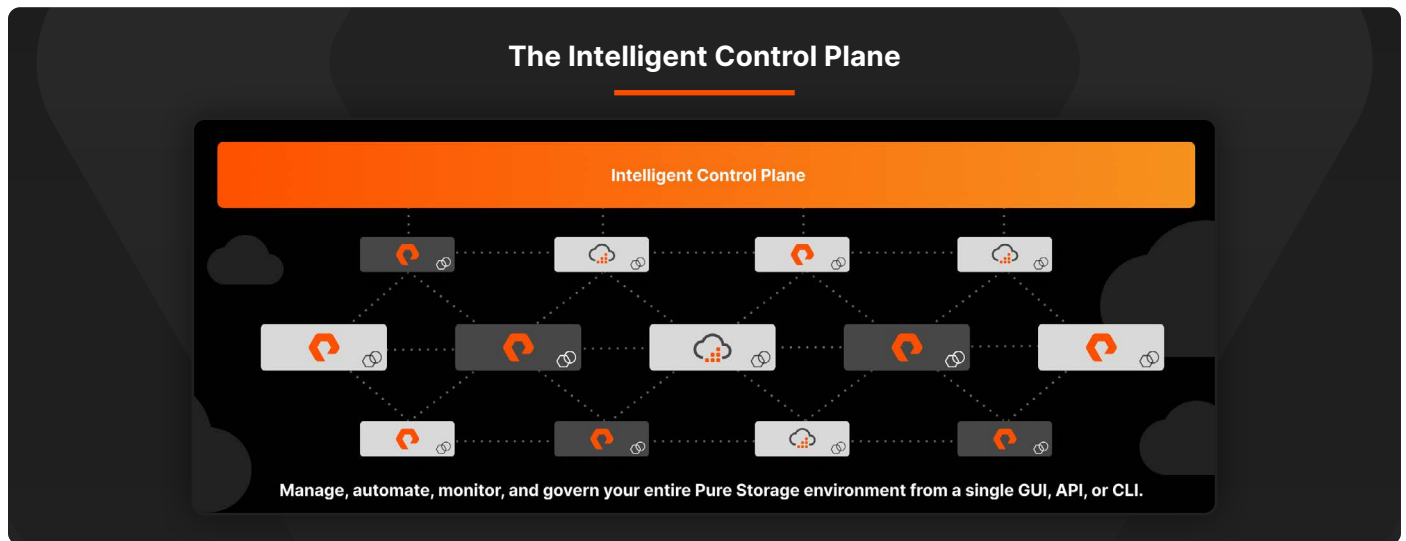 The Intelligent Control Plane
Intelligent Control Plane
Manage, automate, monitor, and govern your entire Pure Storage environment from a single GUI, API, or CLI.